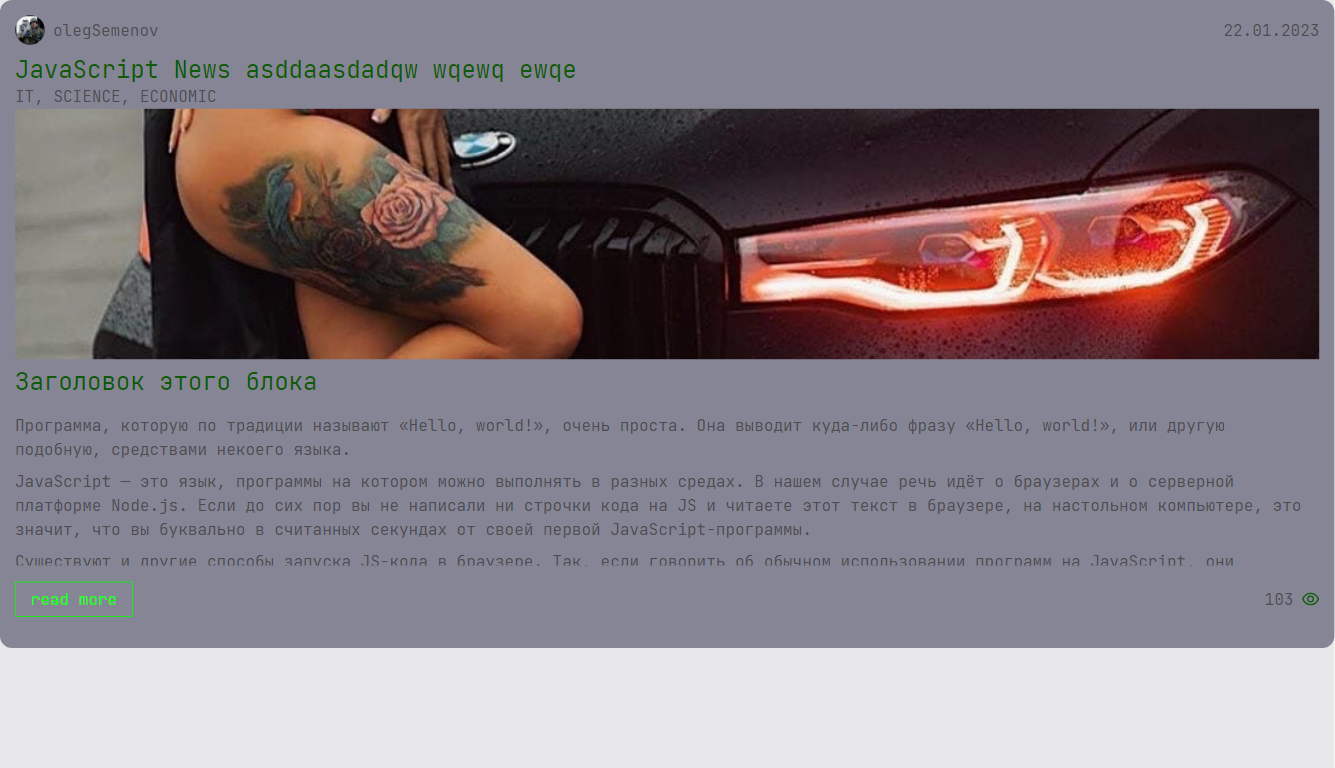 olegSemenov 22.01.2023
JavaScript News asddaasdadqw wqewq ewqe
IT, SCIENCE, ECONOMIC
Заголовок этого блока
Программа, которую по традиции называют «Hello, world!», очень проста. Она выводит куда-либо фразу «Hello, world!», или другую
подобную, средствами некоего языка.
JavaScript — это язык, программы на котором можно выполнять в разных средах. В нашем случае речь идёт о браузерах и о серверной
платформе Node.js. Если до сих пор вы не написали ни строчки кода на JS и читаете этот текст в браузере, на настольном компьютере, это
значит, что вы буквально в считанных секундах от своей первой JavaScript-программы.
Существуют и другие способы запуска JS-кода в браузере. Так, если говорить об обычном использовании программ на JavaScript, они
read more 103